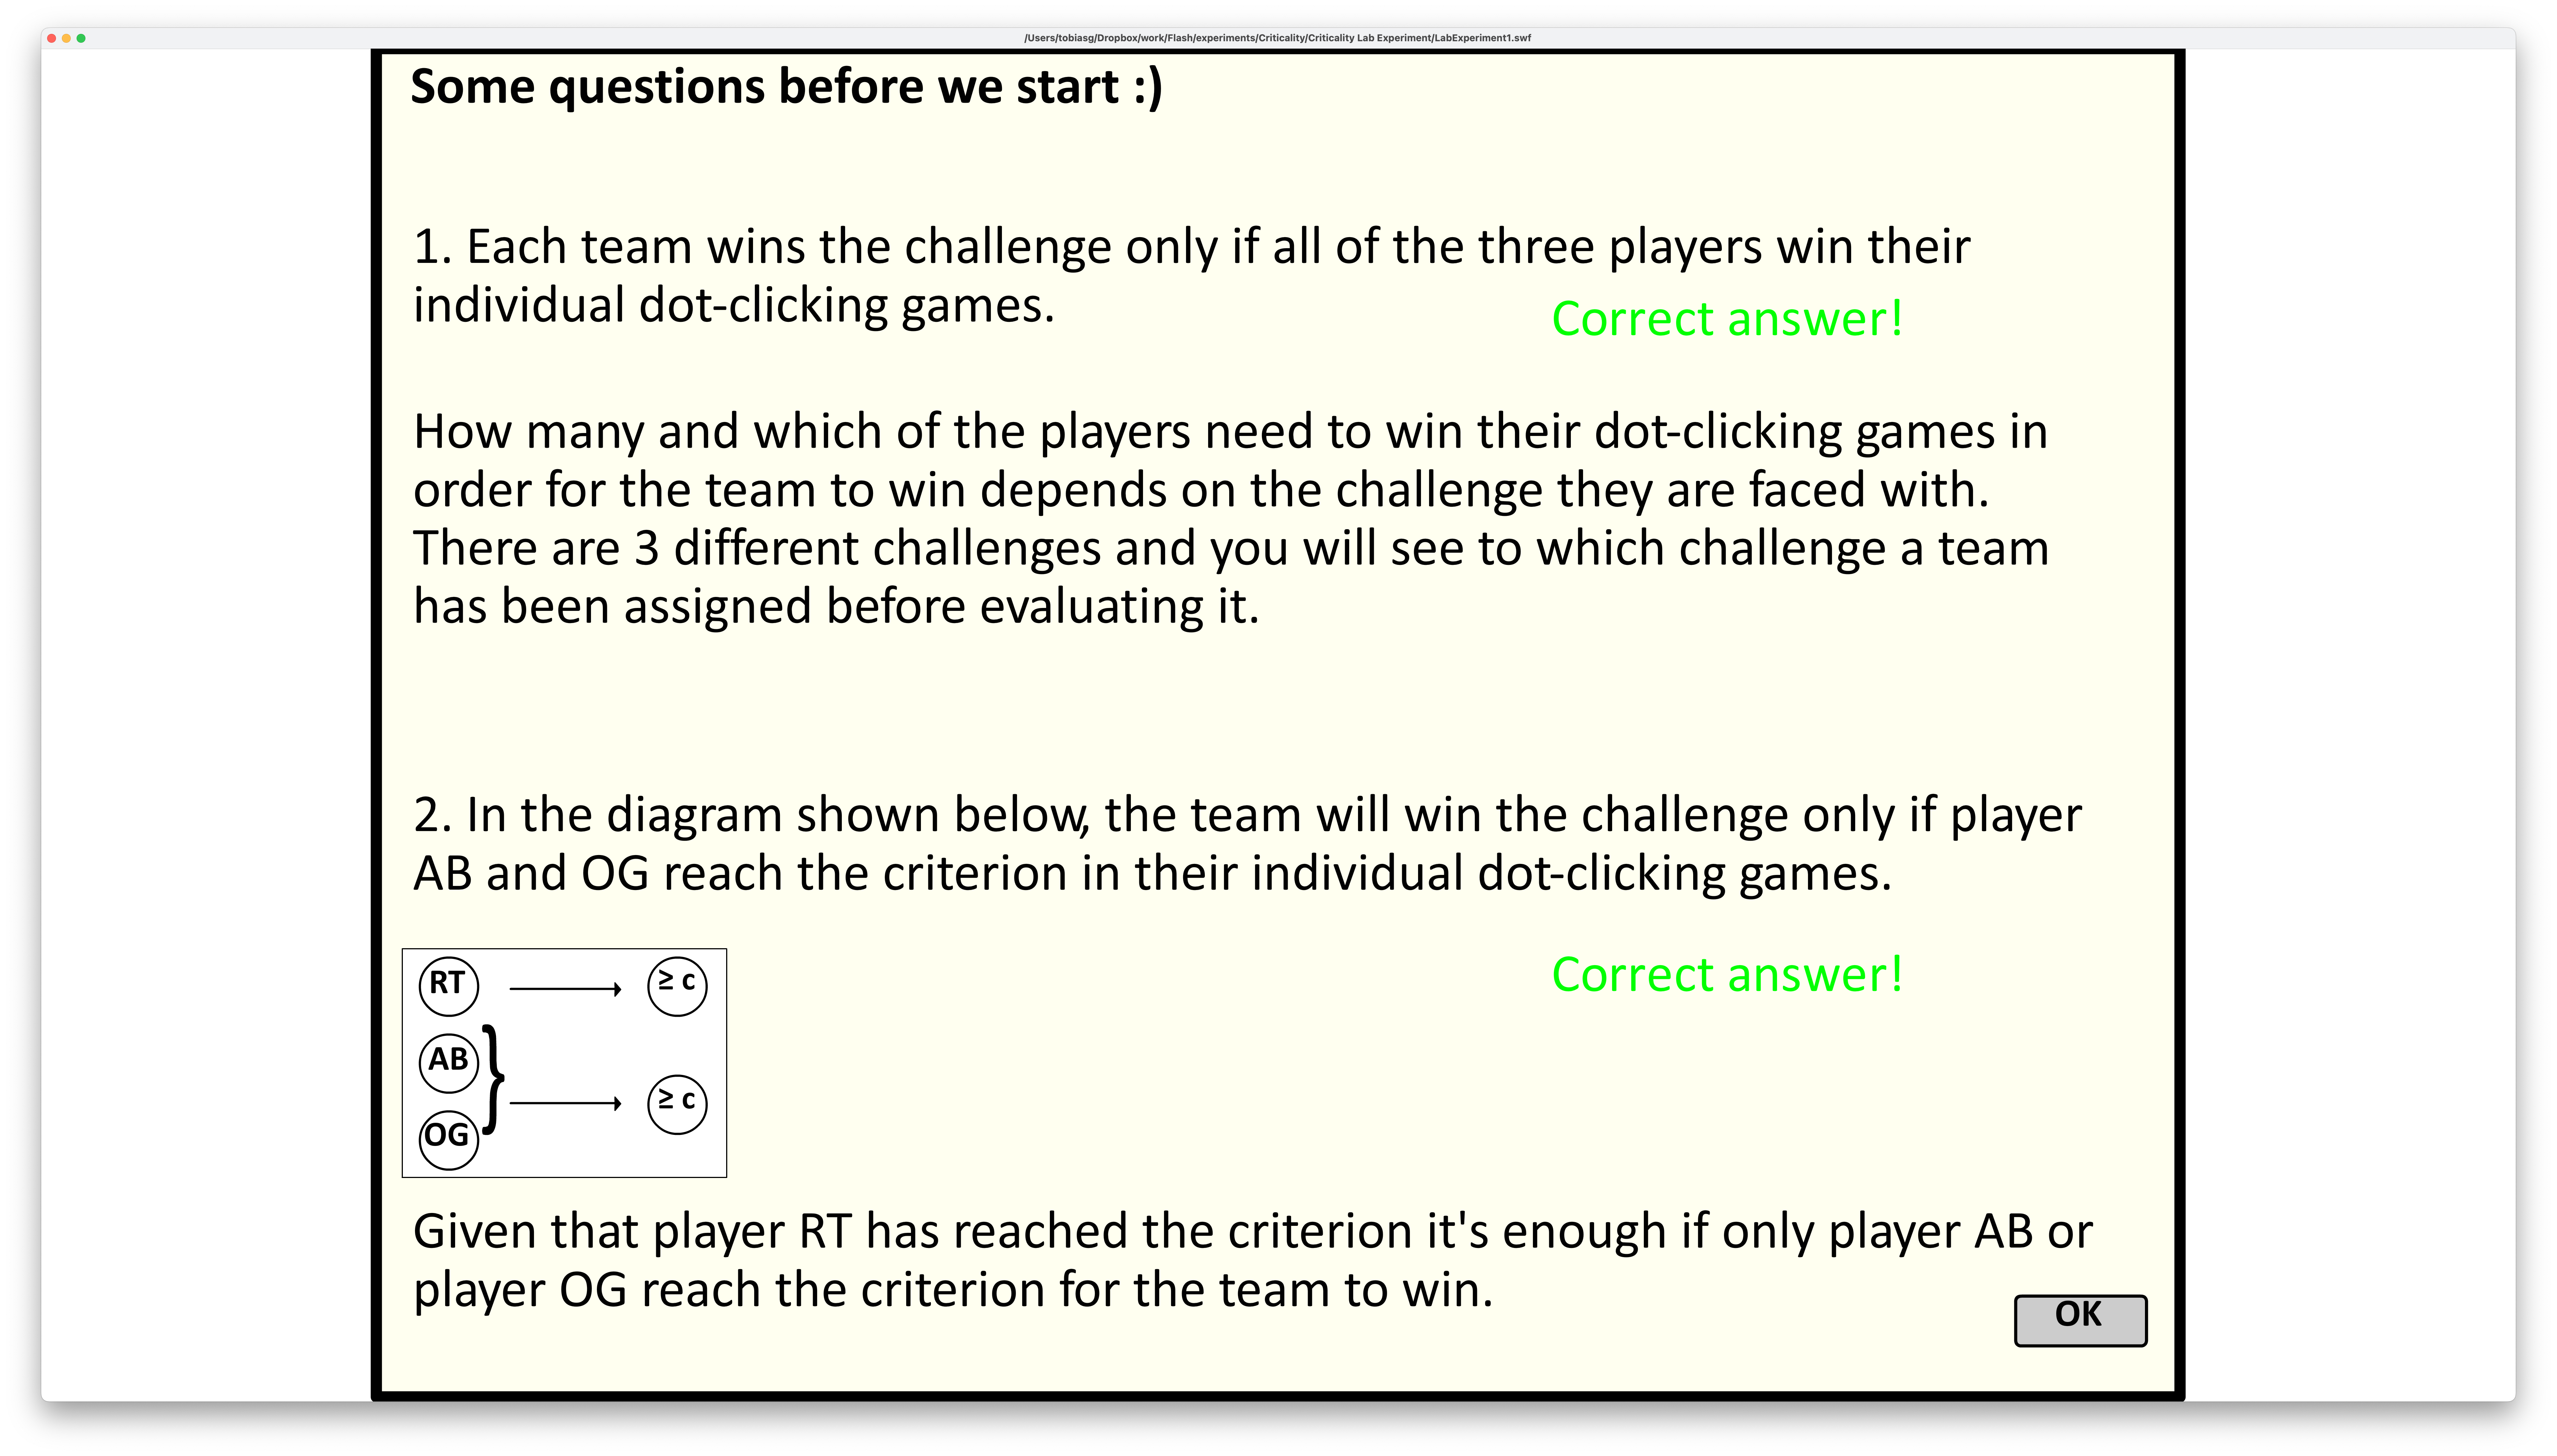 /Users/tobiasg/Dropbox/work/Flash/experiments/Criticality/Criticality Lab Experiment/LabExperiment1.swf
Some questions before we start :)
1. Each team wins the challenge only if all of the three players win their
individual dot-clicking games.
Correct answer!
How many and which of the players need to win their dot-clicking games in
order for the team to win depends on the challenge they are faced with.
There are 3 different challenges and you will see to which challenge a team
has been assigned before evaluating it.
2. In the diagram shown below, the team will win the challenge only if player
AB and OG reach the criterion in their individual dot-clicking games.
Correct answer!
RT ≥ c
AB
≥ c
OG
Given that player RT has reached the criterion it's enough if only player AB or
player OG reach the criterion for the team to win.
OK